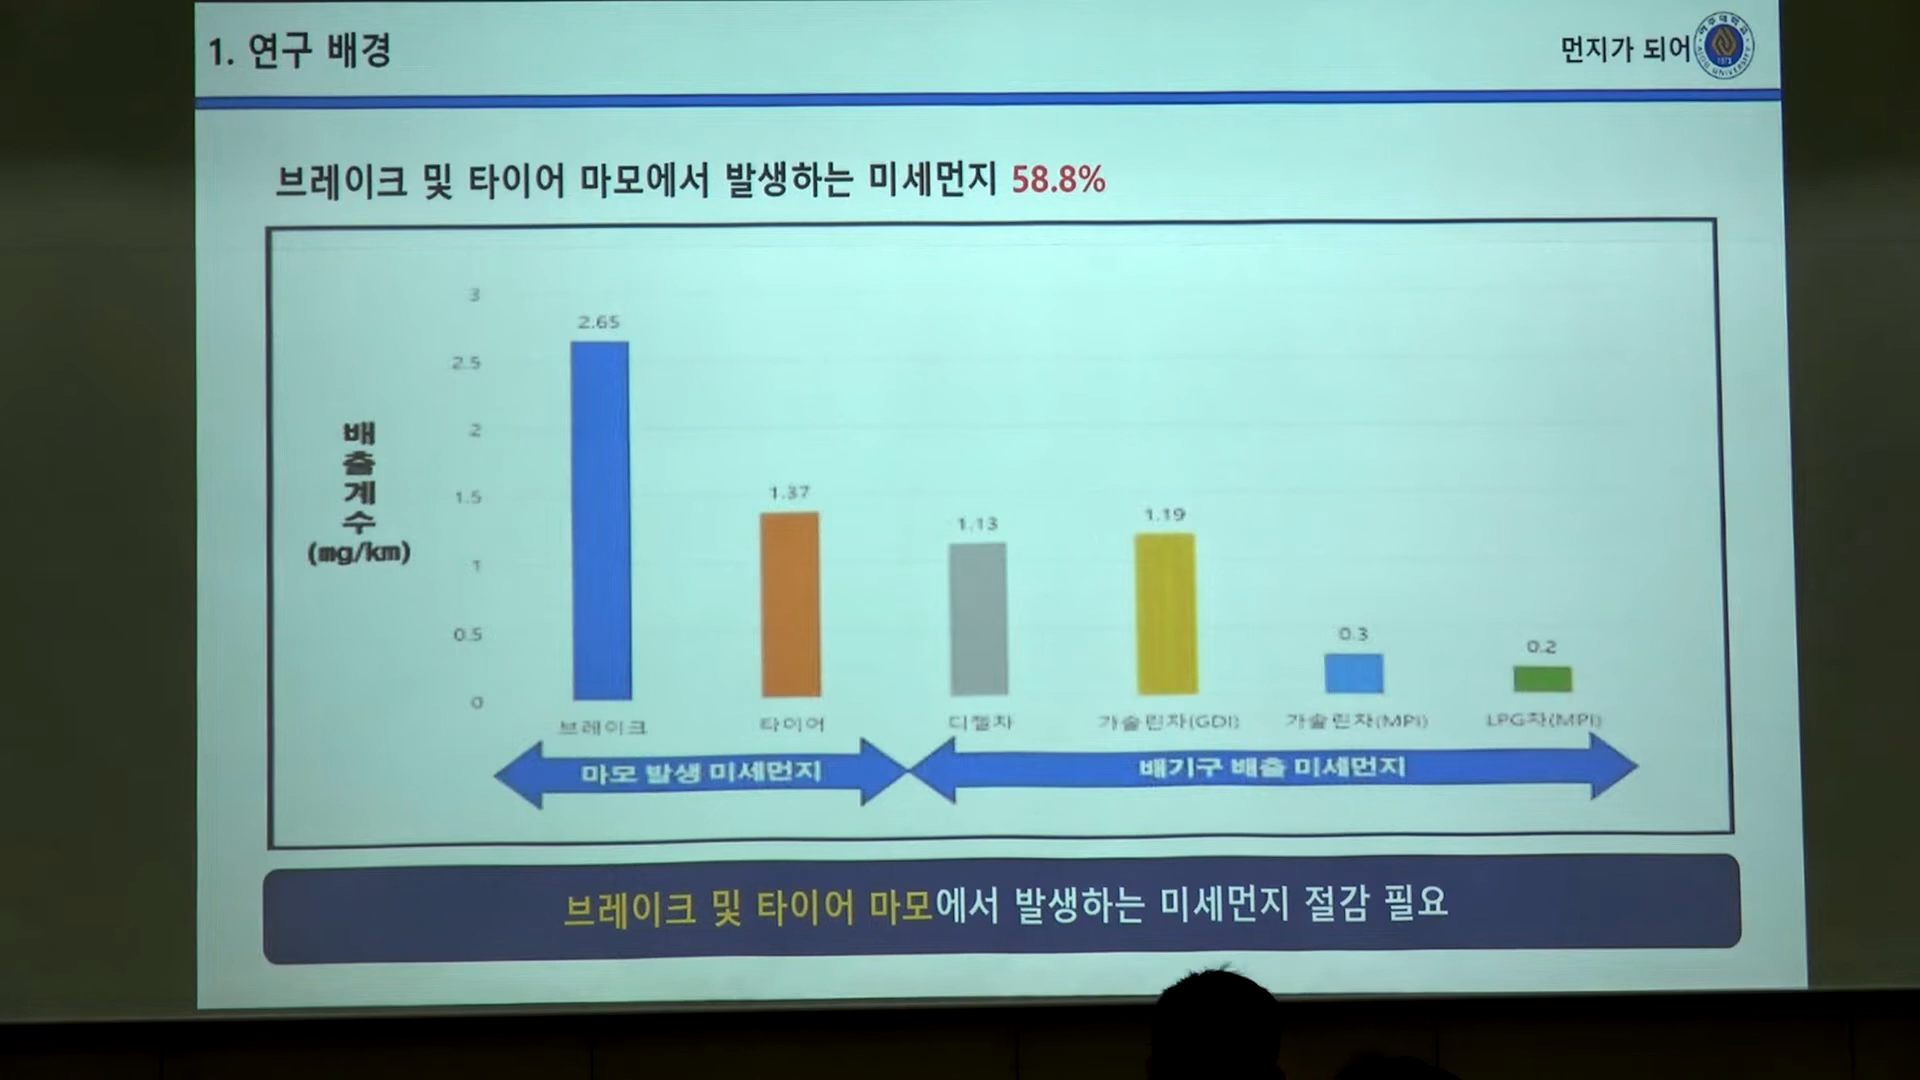 1. 연구 배경
먼지가 되어
브레이크 및 타이어 마모에서 발생하는 미세먼지 58.8%
배
출
계
수
(mg/km)
3
2.5
2
1.5
1
0.5
0
2.65
1.37
1.13
1.19
0.3
0.2
브레이크
타이어
디젤차
가솔린차(GDI)
가솔린차(MPI)
LPG차(MPI)
마모 발생 미세먼지
배기구 배출 미세먼지
브레이크 및 타이어 마모에서 발생하는 미세먼지 절감 필요